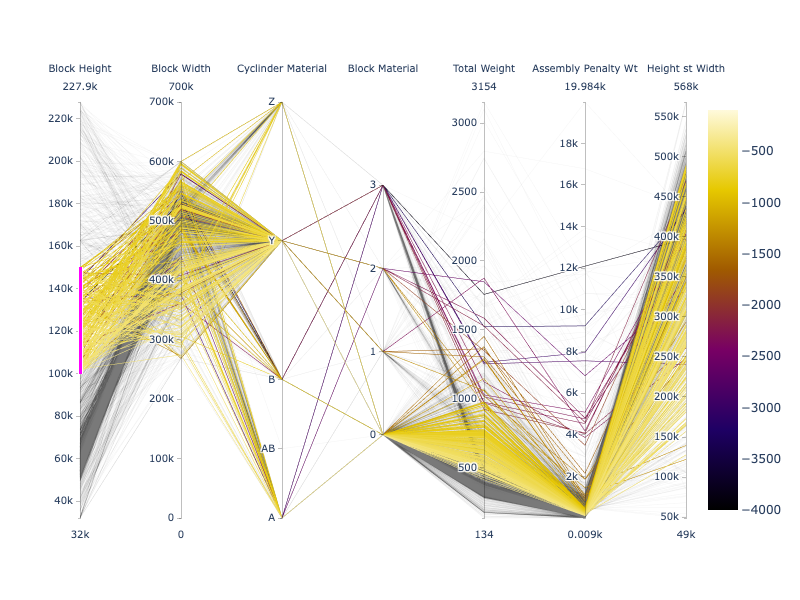 Block Height
Block Width
Cyclinder Material
Block Material
Total Weight
Assembly Penalty Wt
Height st Width
227.9k
700k
3154
19.984k
568k
220k
200k
180k
160k
140k
120k
100k
80k
60k
40k
32k
700k
600k
500k
400k
300k
200k
100k
0
0
Z
Y
B
AB
A
3
2
1
0
3000
2500
2000
1500
1000
500
134
18k
16k
14k
12k
10k
8k
6k
4k
2k
0.009k
550k
500k
450k
400k
350k
300k
250k
200k
150k
100k
50k
49k
−500
−1000
−1500
−2000
−2500
−3000
−3500
−4000